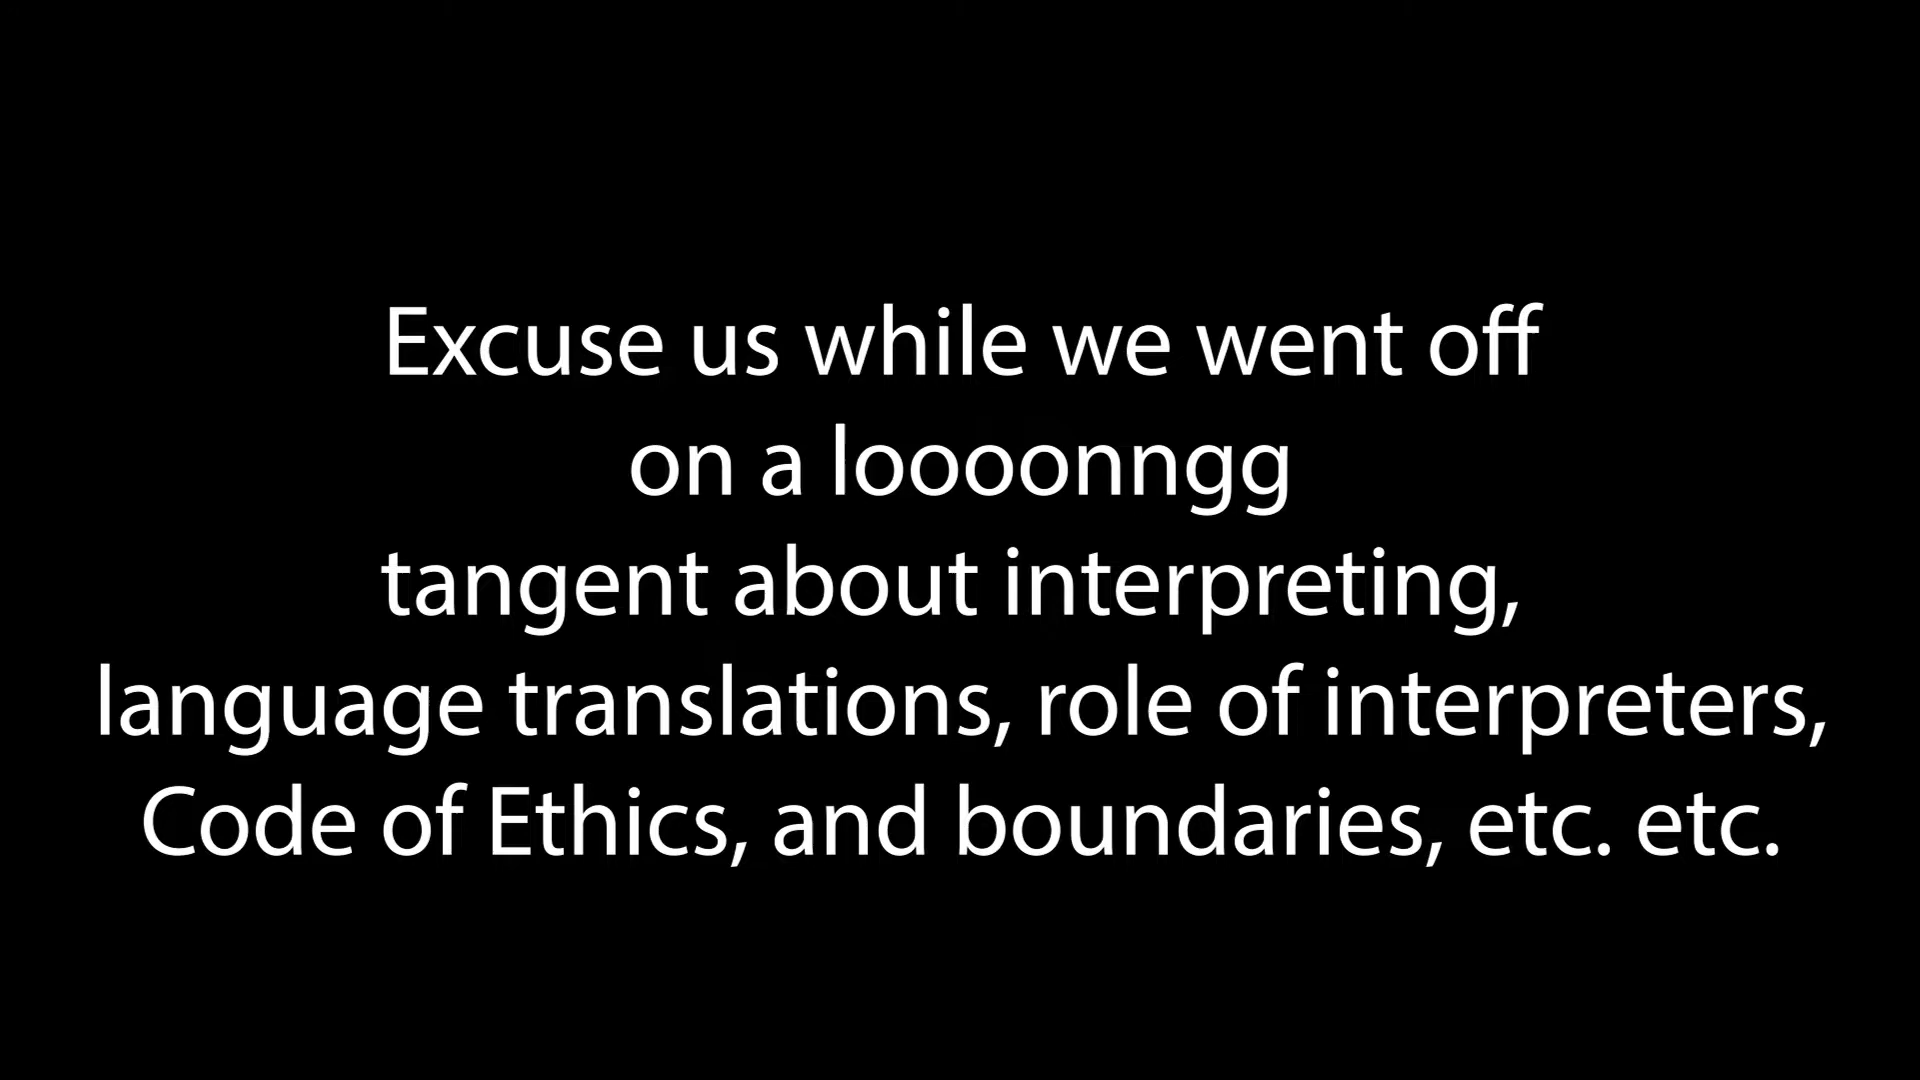 Excuse us while we went off
on a loooonngg
tangent about interpreting,
language translations, role of interpreters,
Code of Ethics, and boundaries, etc. etc.